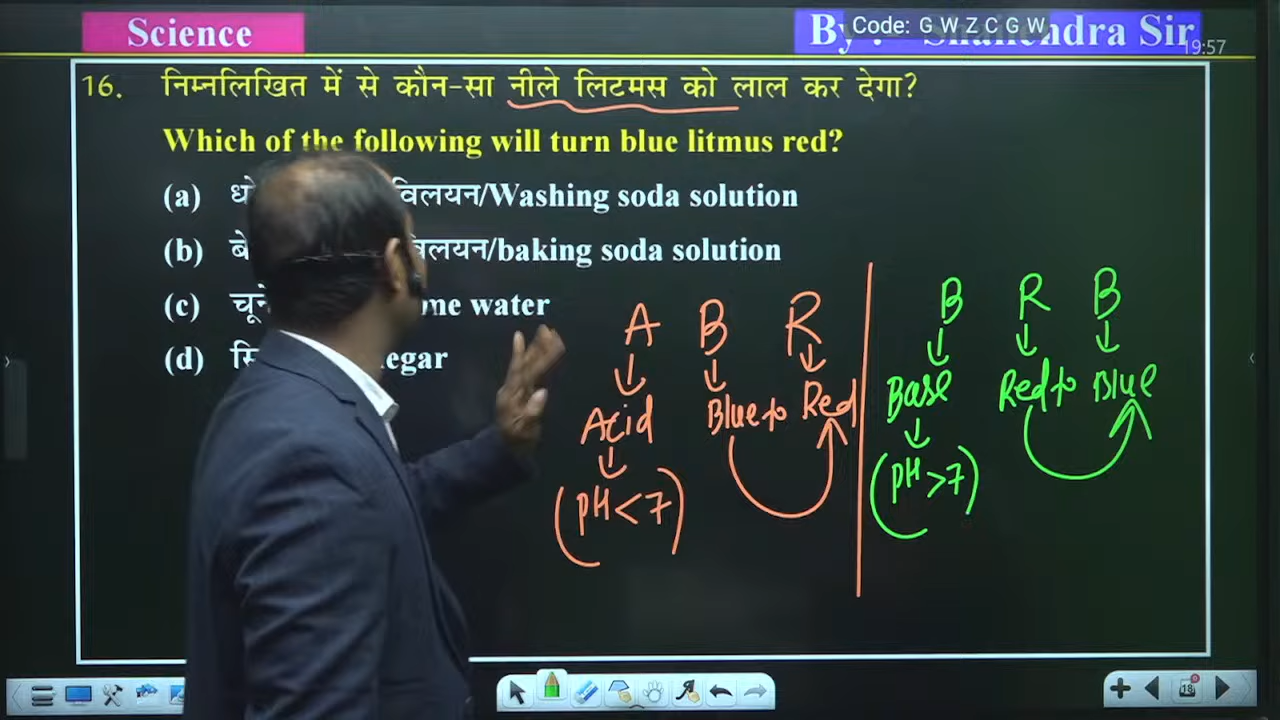 Science
By : Shailendra Sir
Code: G W Z C G W
19:57
16. निम्नलिखित में से कौन-सा नीले लिटमस को लाल कर देगा?
Which of the following will turn blue litmus red?
(a) विलयन/Washing soda solution
(b) विलयन/baking soda solution
(c) water
(d)
A B R
Acid Blue to Red
(pH < 7)
B R B
Base Red to Blue
(pH > 7)
18